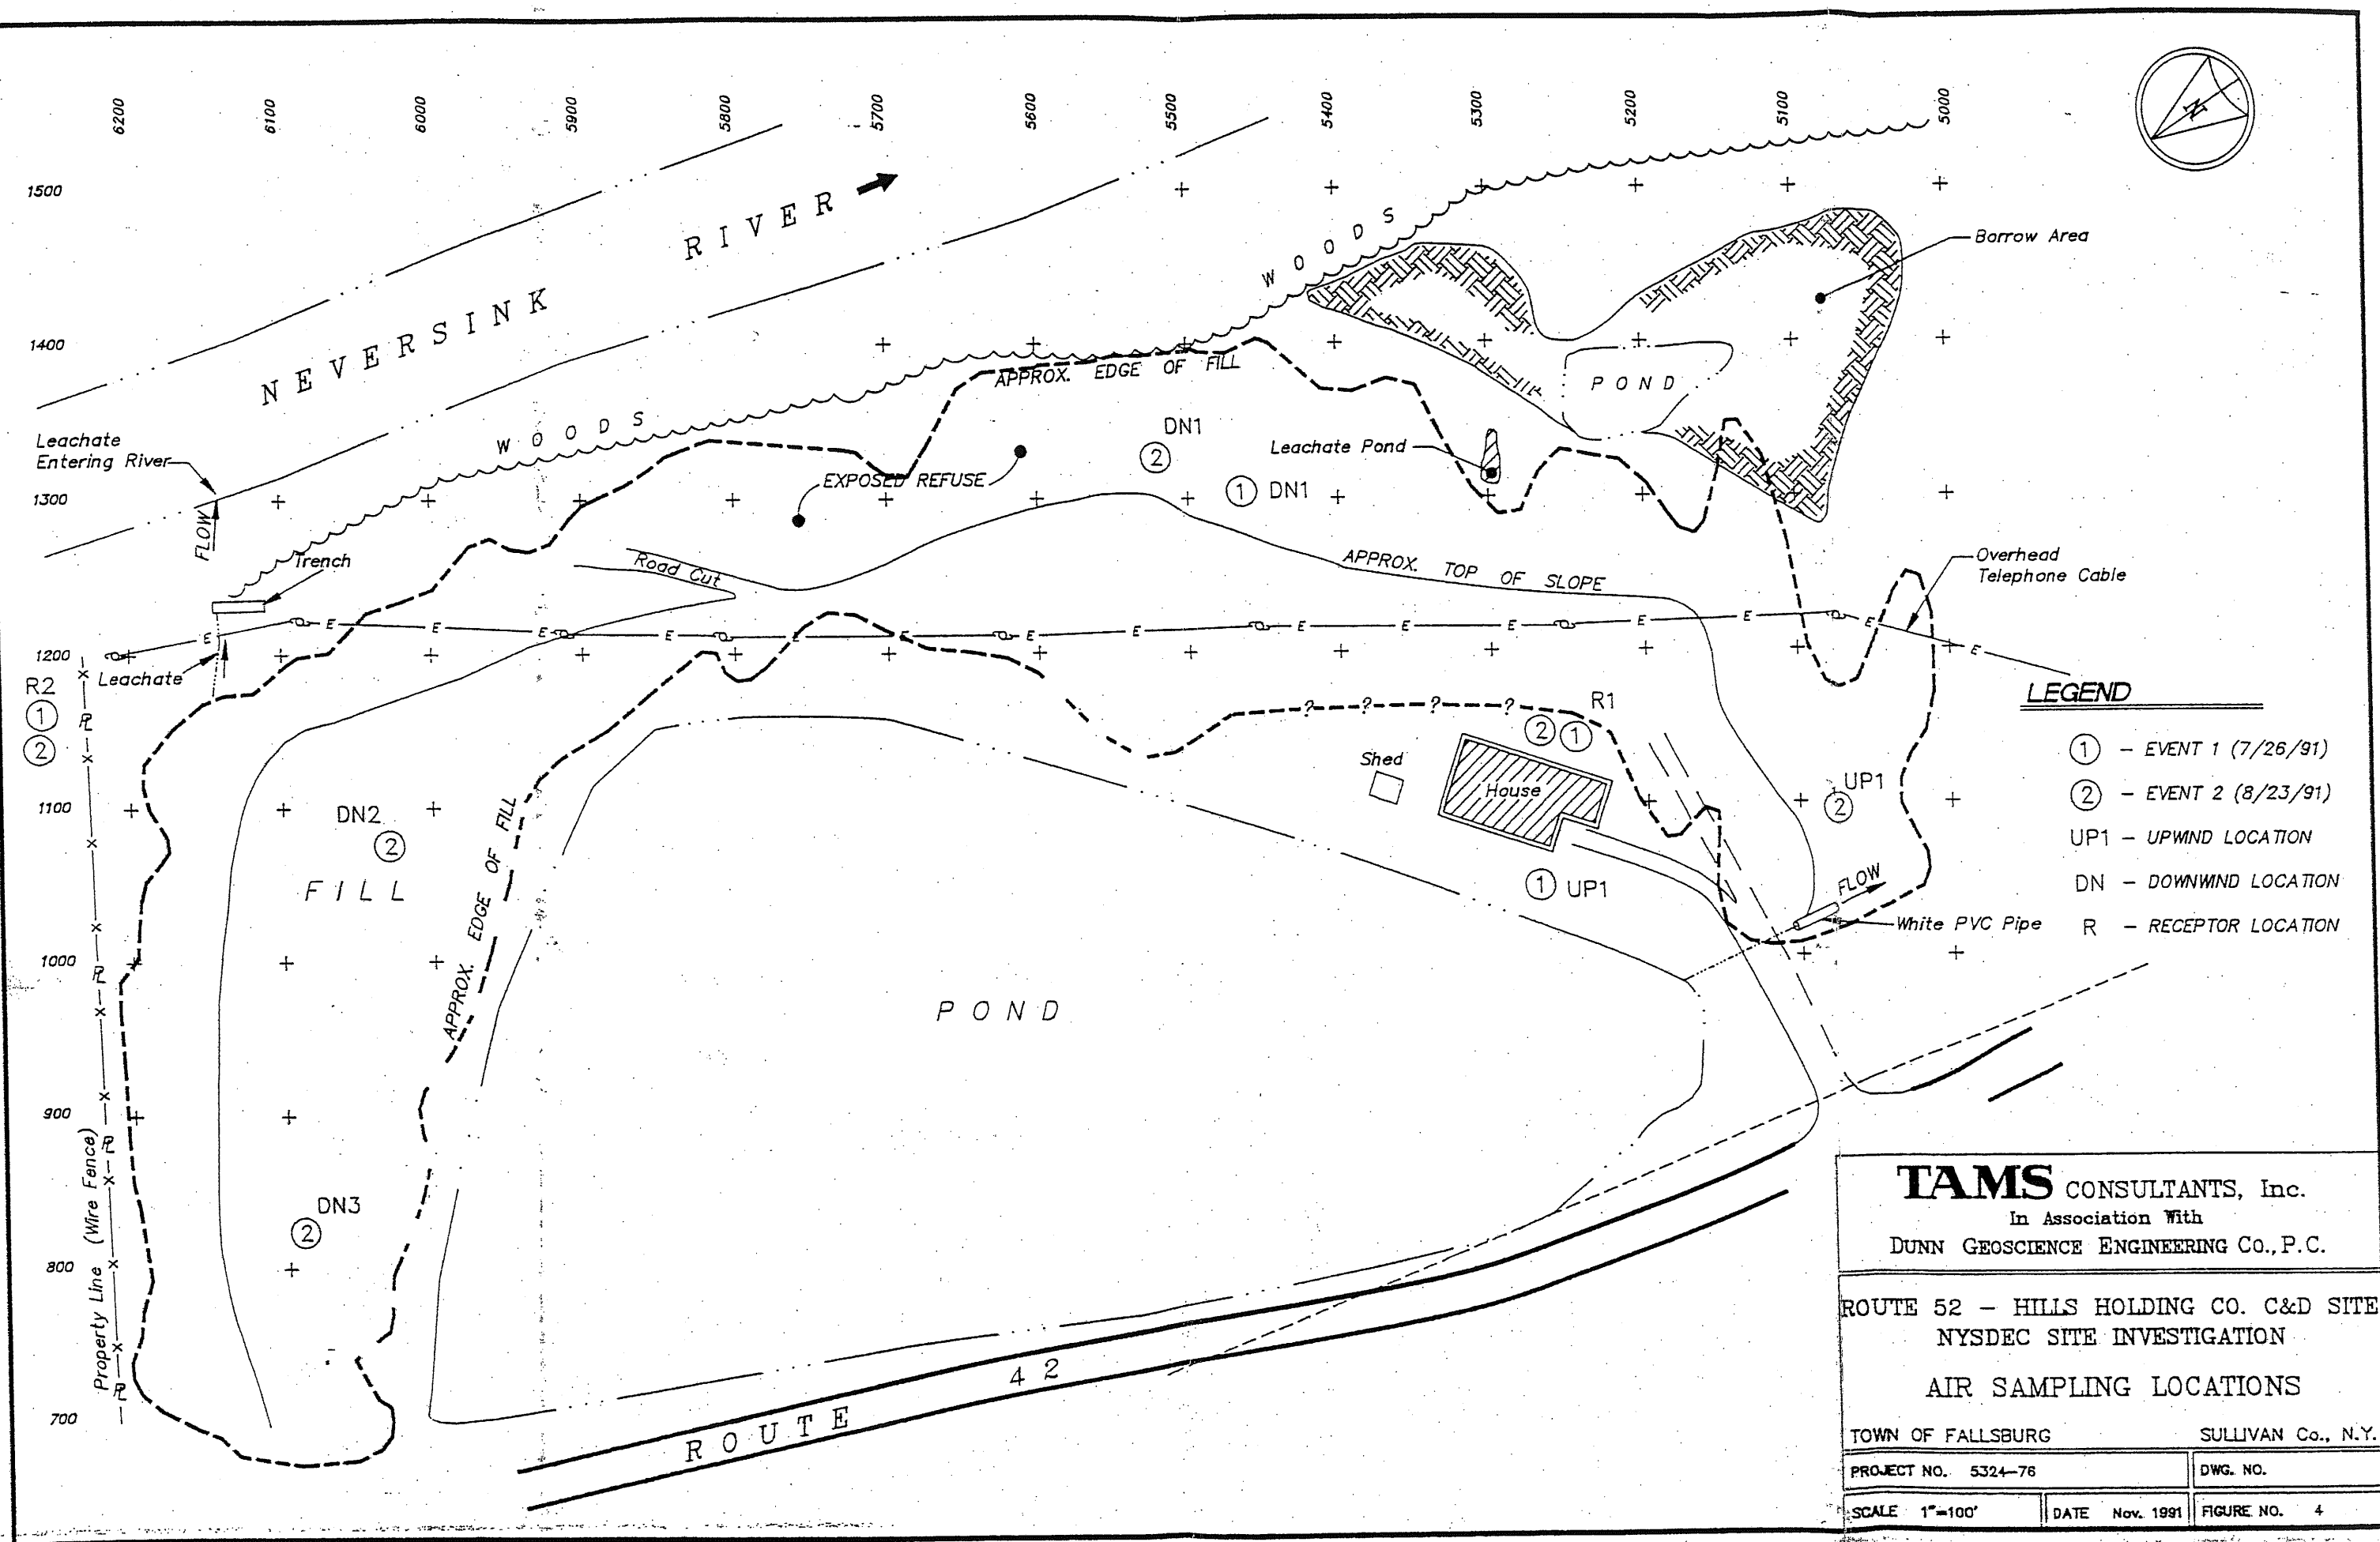 6200 6100 6000 5900 5800 5700 5600 5500 5400 5300 5200 5100 5000
N
1500
1400
1300
1200
1100
1000
900
800
700
NEVERSINK RIVER
WOODS
WOODS
Borrow Area
POND
APPROX. EDGE OF FILL
Leachate
Entering River
FLOW
Trench
EXPOSED REFUSE
DN1
2
1 DN1
Leachate Pond
Road Cut
APPROX. TOP OF SLOPE
Overhead
Telephone Cable
E E E E E E E E E E E E E E E
Leachate
R2
1
2
? ? ? ?
R1
2 1
Shed
House
UP1
2
1 UP1
FLOW
White PVC Pipe
DN2
2
FILL
APPROX. EDGE OF FILL
POND
DN3
2
Property Line (Wire Fence)
PL PL PL PL
ROUTE 42
LEGEND
1 - EVENT 1 (7/26/91)
2 - EVENT 2 (8/23/91)
UP1 - UPWIND LOCATION
DN - DOWNWIND LOCATION
R - RECEPTOR LOCATION
TAMS CONSULTANTS, Inc.
In Association With
DUNN GEOSCIENCE ENGINEERING Co., P.C.
ROUTE 52 - HILLS HOLDING CO. C&D SITE
NYSDEC SITE INVESTIGATION
AIR SAMPLING LOCATIONS
TOWN OF FALLSBURG SULLIVAN Co., N.Y.
PROJECT NO. 5324-76 DWG. NO.
SCALE 1"=100' DATE Nov. 1991 FIGURE NO. 4